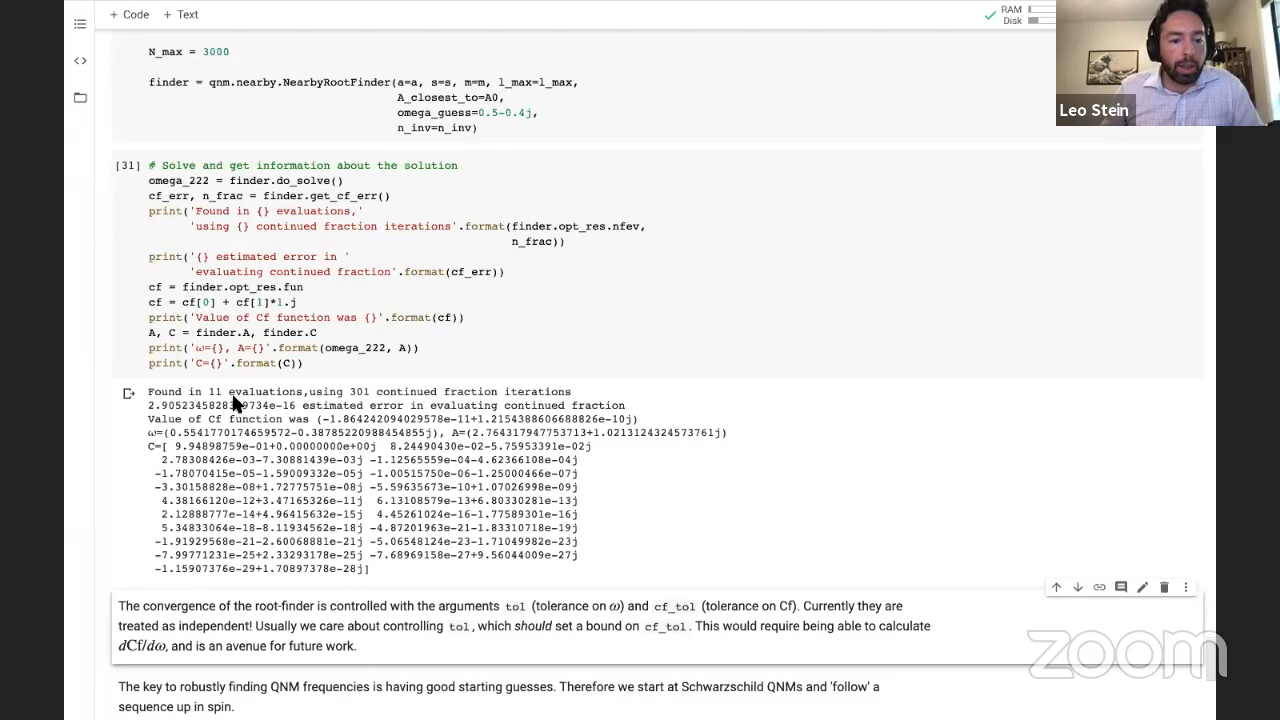 + Code + Text
RAM
Disk
N_max = 3000
finder = qnm.nearby.NearbyRootFinder(a=a, s=s, m=m, l_max=l_max,
A_closest_to=A0,
omega_guess=0.5-0.4j,
n_inv=n_inv)
Leo Stein
[31] # Solve and get information about the solution
omega_222 = finder.do_solve()
cf_err, n_frac = finder.get_cf_err()
print('Found in {} evaluations,'
'using {} continued fraction iterations'.format(finder.opt_res.nfev,
n_frac))
print('{} estimated error in '
'evaluating continued fraction'.format(cf_err))
cf = finder.opt_res.fun
cf = cf[0] + cf[1]*1.j
print('Value of Cf function was {}'.format(cf))
A, C = finder.A, finder.C
print('ω={}, A={}'.format(omega_222, A))
print('C={}'.format(C))
Found in 11 evaluations,using 301 continued fraction iterations
estimated error in evaluating continued fraction
Value of Cf function was (-1.864242094029578e-11+1.2154388606688826e-10j)
ω=(0.5541770174659572-0.38785220988454855j), A=(2.764317947753713+1.0213124324573761j)
C=[ 9.94898759e-01+0.00000000e+00j 8.24490430e-02-5.75953391e-02j
2.78308426e-03-7.30881439e-03j -1.12565559e-04-4.62366108e-04j
-1.78070415e-05-1.59009332e-05j -1.00515750e-06-1.25000466e-07j
-3.30158828e-08+1.72775751e-08j -5.59635673e-10+1.07026998e-09j
4.38166120e-12+3.47165326e-11j 6.13108579e-13+6.80330281e-13j
2.12888777e-14+4.96415632e-15j 4.45261024e-16-1.77589301e-16j
5.34833064e-18-8.11934562e-18j -4.87201963e-21-1.83310718e-19j
-1.91929568e-21-2.60068881e-21j -5.06548124e-23-1.71049982e-23j
-7.99771231e-25+2.33293178e-25j -7.68969158e-27+9.56044009e-27j
-1.15907376e-29+1.70897378e-28j]
The convergence of the root-finder is controlled with the arguments tol (tolerance on ω) and cf_tol (tolerance on Cf). Currently they are
treated as independent! Usually we care about controlling tol, which should set a bound on cf_tol. This would require being able to calculate
dCf/dω, and is an avenue for future work.
zoom
The key to robustly finding QNM frequencies is having good starting guesses. Therefore we start at Schwarzschild QNMs and 'follow' a
sequence up in spin.